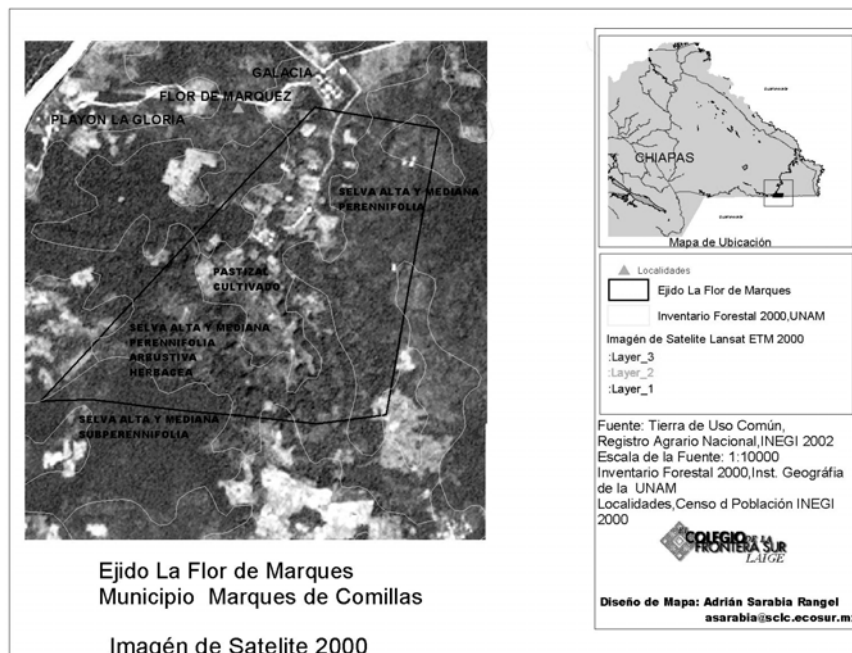 GALACIA
FLOR DE MARQUEZ
PLAYON LA GLORIA
SELVA ALTA Y MEDIANA
PERENNIFOLIA
PASTIZAL
CULTIVADO
SELVA ALTA Y MEDIANA
PERENNIFOLIA
ARBUSTIVA
HERBACEA
SELVA ALTA Y MEDIANA
SUBPERENNIFOLIA
Ejido La Flor de Marques
Municipio Marques de Comillas
Imagén de Satelite 2000
CHIAPAS
Mapa de Ubicación
Localidades
Ejido La Flor de Marques
Inventario Forestal 2000,UNAM
Imagén de Satelite Lansat ETM 2000
:Layer_3
:Layer_2
:Layer_1
Fuente: Tierra de Uso Común,
Registro Agrario Nacional,INEGI 2002
Escala de la Fuente: 1:10000
Inventario Forestal 2000,Inst. Geográfia
de la UNAM
Localidades,Censo d Población INEGI
2000
EL COLEGIO DE LA
FRONTERA SUR
LAIGE
Diseño de Mapa: Adrián Sarabia Rangel
asarabia@sclc.ecosur.m